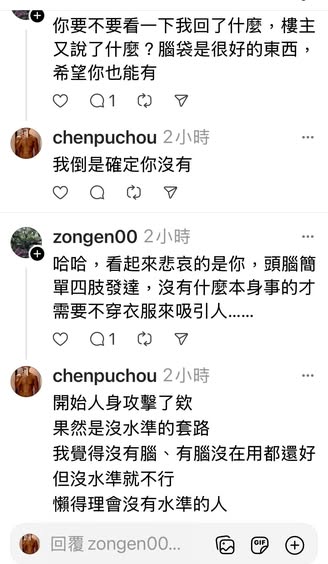 你要不要看一下我回了什麼，樓主
又說了什麼？腦袋是很好的東西，
希望你也能有
1
chenpuchou 2小時
我倒是確定你沒有
zongen00 2小時
哈哈，看起來悲哀的是你，頭腦簡
單四肢發達，沒有什麼本身事的才
需要不穿衣服來吸引人......
1
chenpuchou 2小時
開始人身攻擊了欸
果然是沒水準的套路
我覺得沒有腦、有腦沒在用都還好
但沒水準就不行
懶得理會沒有水準的人
回覆 zongen00...
GIF